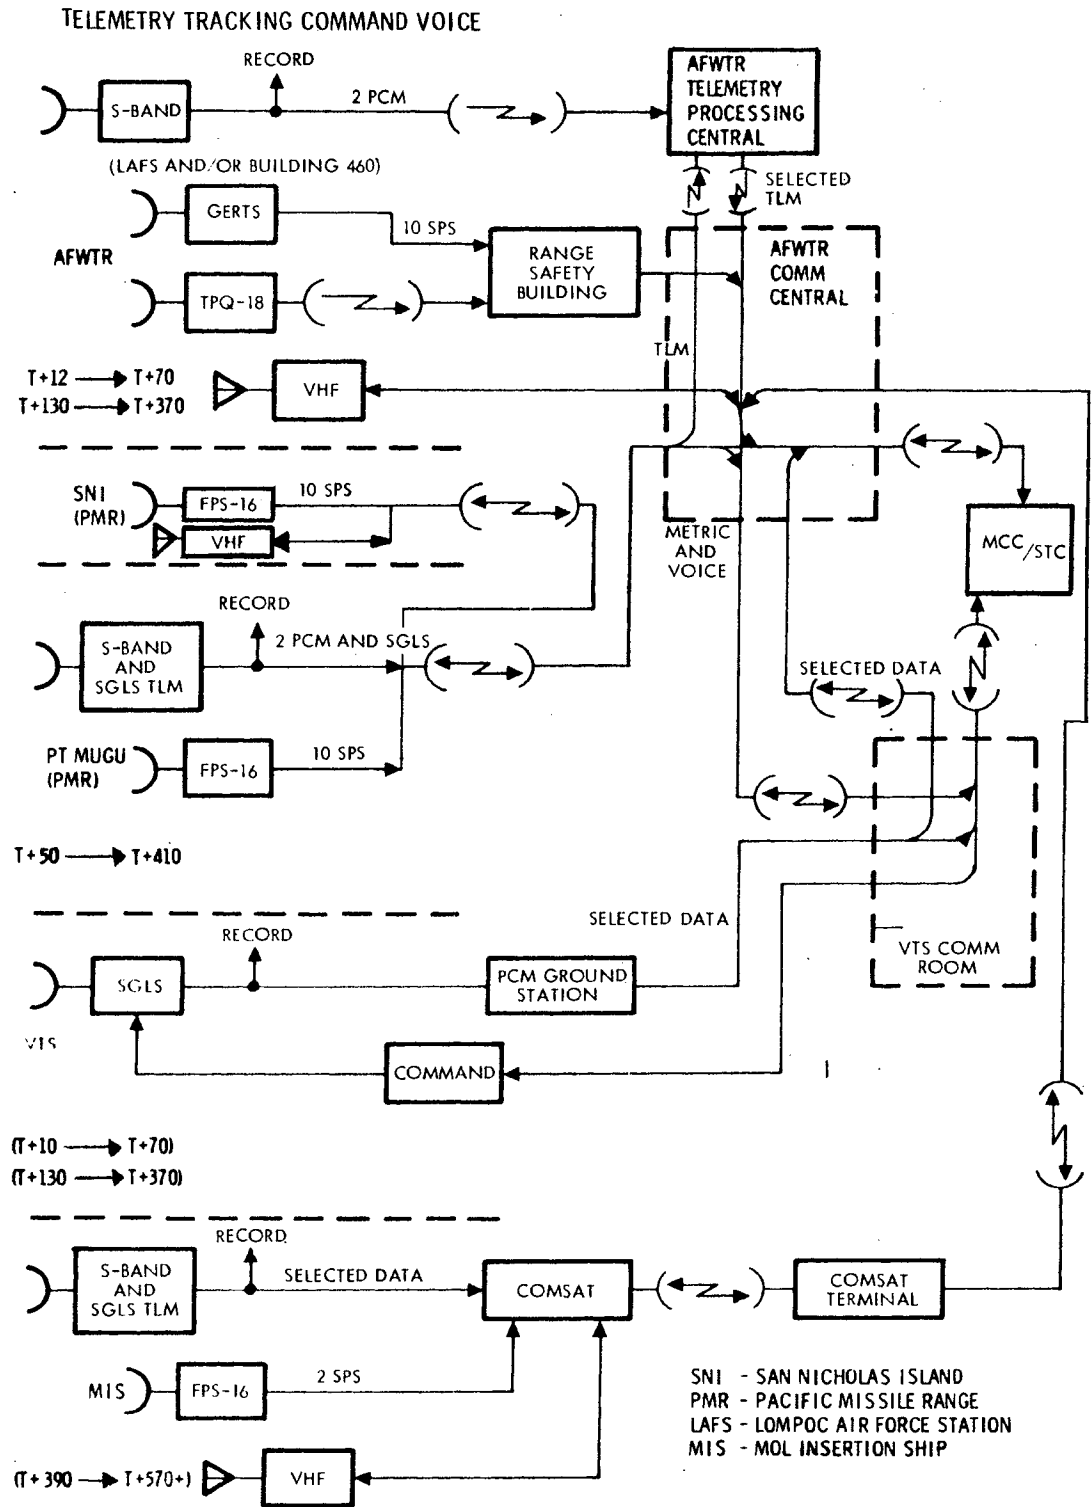 TELEMETRY TRACKING COMMAND VOICE
RECORD
S-BAND
2 PCM
AFWTR
TELEMETRY
PROCESSING
CENTRAL
(LAFS AND/OR BUILDING 460)
SELECTED
TLM
GERTS
10 SPS
AFWTR
RANGE
SAFETY
BUILDING
AFWTR
COMM
CENTRAL
TPQ-18
TLM
T+12 T+70
T+130 T+370
VHF
SNI
(PMR)
FPS-16
10 SPS
VHF
METRIC
AND
VOICE
MCC/STC
RECORD
S-BAND
AND
SGLS TLM
2 PCM AND SGLS
SELECTED DATA
PT MUGU
(PMR)
FPS-16
10 SPS
T+50 T+410
SELECTED DATA
RECORD
VTS COMM
ROOM
SGLS
PCM GROUND
STATION
VTS
COMMAND
(T+10 T+70)
(T+130 T+370)
RECORD
S-BAND
AND
SGLS TLM
SELECTED DATA
COMSAT
COMSAT
TERMINAL
MIS
FPS-16
2 SPS
SNI - SAN NICHOLAS ISLAND
PMR - PACIFIC MISSILE RANGE
LAFS - LOMPOC AIR FORCE STATION
MIS - MOL INSERTION SHIP
(T+390 T+570+)
VHF